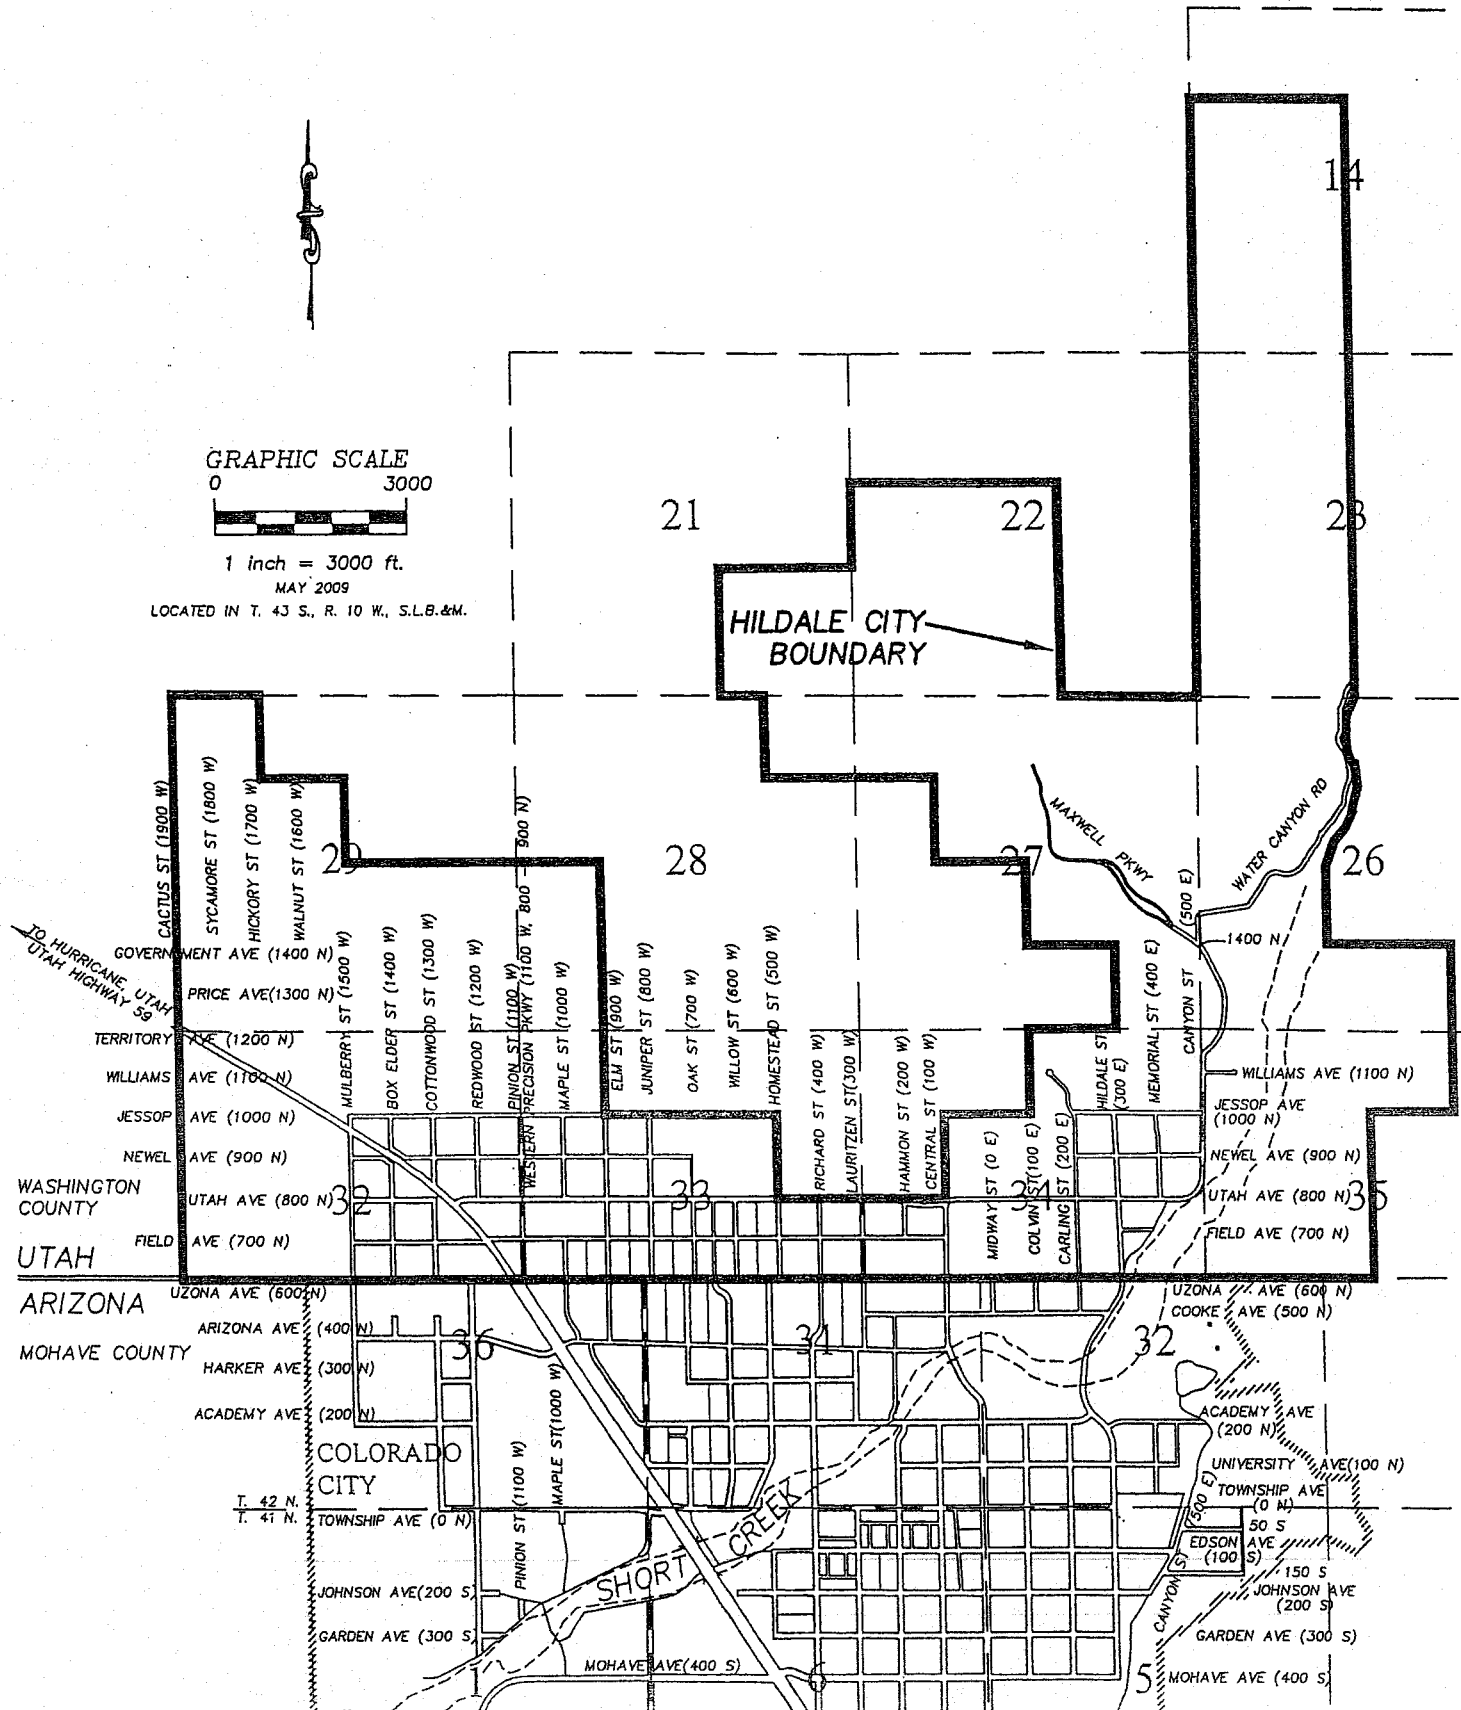 14
GRAPHIC SCALE
0 3000
1 inch = 3000 ft.
MAY 2009
LOCATED IN T. 43 S., R. 10 W., S.L.B.&M.
21
22
23
HILDALE CITY
BOUNDARY
CACTUS ST (1900 W)
SYCAMORE ST (1800 W)
HICKORY ST (1700 W)
WALNUT ST (1600 W)
29
28
27
26
MAXWELL PKWY
WATER CANYON RD
(500 E)
1400 N
CANYON ST
TO HURRICANE, UTAH
UTAH HIGHWAY 59
GOVERNMENT AVE (1400 N)
PRICE AVE(1300 N)
TERRITORY AVE (1200 N)
WILLIAMS AVE (1100 N)
JESSOP AVE (1000 N)
NEWEL AVE (900 N)
UTAH AVE (800 N)
FIELD AVE (700 N)
MULBERRY ST (1500 W)
BOX ELDER ST (1400 W)
COTTONWOOD ST (1300 W)
REDWOOD ST (1200 W)
PINION ST (1100 W)
WESTERN PRECISION PKWY (1100 W, 800 - 900 N)
MAPLE ST (1000 W)
ELM ST (900 W)
JUNIPER ST (800 W)
OAK ST (700 W)
WILLOW ST (600 W)
HOMESTEAD ST (500 W)
RICHARD ST (400 W)
LAURITZEN ST(300 W)
HAMMON ST (200 W)
CENTRAL ST (100 W)
MIDWAY ST (0 E)
COLVIN ST(100 E)
CARLING ST (200 E)
HILDALE ST
(300 E)
MEMORIAL ST (400 E)
WILLIAMS AVE (1100 N)
JESSOP AVE
(1000 N)
NEWEL AVE (900 N)
UTAH AVE (800 N)
FIELD AVE (700 N)
32
33
34
35
WASHINGTON
COUNTY
UTAH
ARIZONA
MOHAVE COUNTY
UZONA AVE (600 N)
ARIZONA AVE (400 N)
HARKER AVE (300 N)
ACADEMY AVE (200 N)
UZONA AVE (600 N)
COOKE AVE (500 N)
36
31
32
COLORADO
CITY
T. 42 N.
T. 41 N.
TOWNSHIP AVE (0 N)
PINION ST (1100 W)
MAPLE ST(1000 W)
SHORT CREEK
ACADEMY AVE
(200 N)
UNIVERSITY AVE(100 N)
TOWNSHIP AVE
(0 N)
50 S
(500 E)
EDSON AVE
(100 S)
150 S
JOHNSON AVE
(200 S)
CANYON ST
JOHNSON AVE(200 S)
GARDEN AVE (300 S)
GARDEN AVE (300 S)
MOHAVE AVE(400 S)
MOHAVE AVE (400 S)
1
6
5